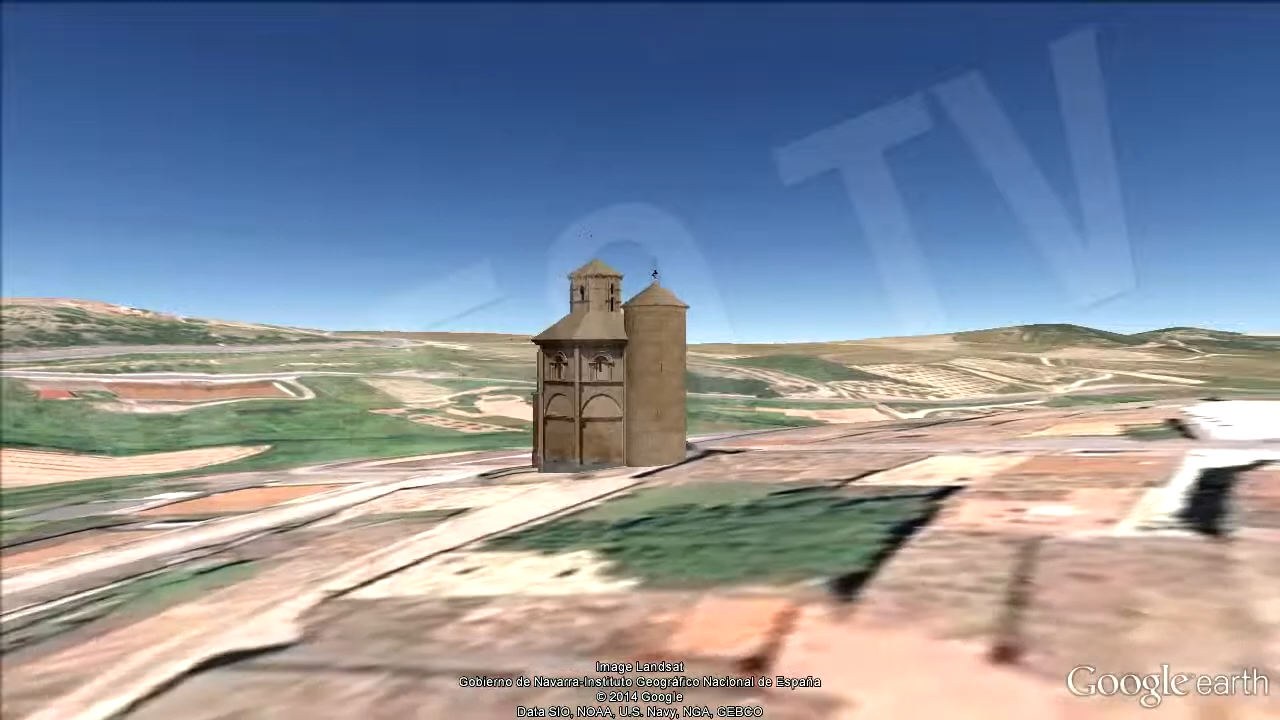 TV
Image Landsat
Gobierno de Navarra-Instituto Geográfico Nacional de España
© 2014 Google
Data SIO, NOAA, U.S. Navy, NGA, GEBCO
Google earth